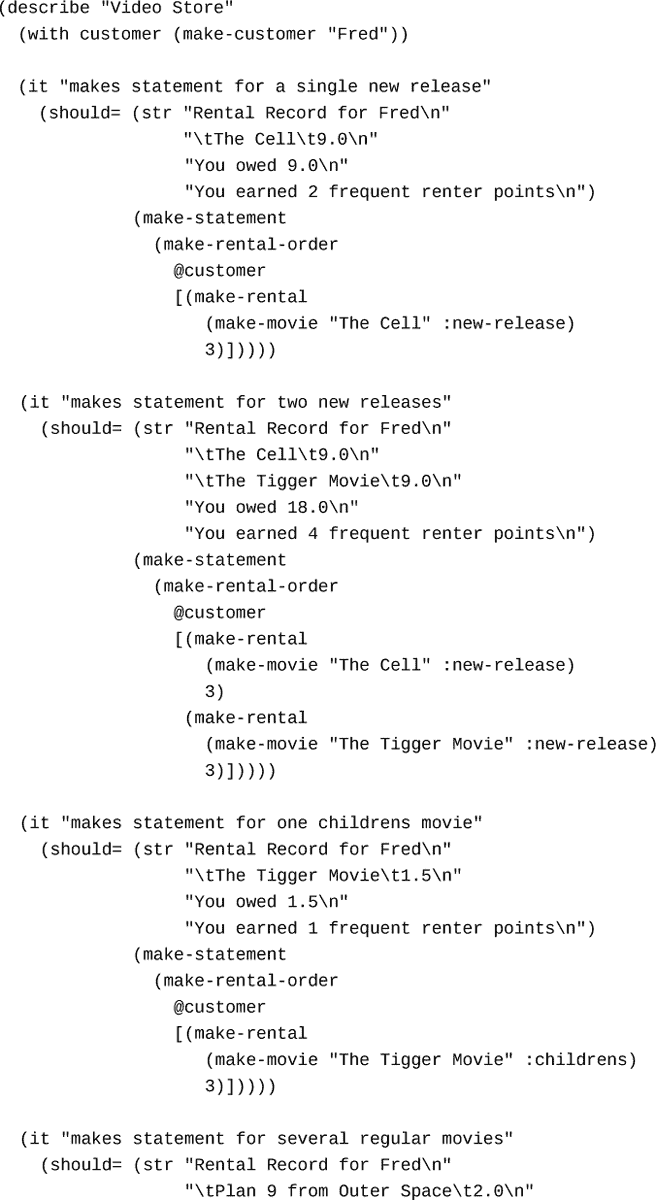 (describe "Video Store"
  (with customer (make-customer "Fred"))

  (it "makes statement for a single new release"
    (should= (str "Rental Record for Fred\n"
                  "\tThe Cell\t9.0\n"
                  "You owed 9.0\n"
                  "You earned 2 frequent renter points\n")
             (make-statement
               (make-rental-order
                 @customer
                 [(make-rental
                    (make-movie "The Cell" :new-release)
                    3)]))))

  (it "makes statement for two new releases"
    (should= (str "Rental Record for Fred\n"
                  "\tThe Cell\t9.0\n"
                  "\tThe Tigger Movie\t9.0\n"
                  "You owed 18.0\n"
                  "You earned 4 frequent renter points\n")
             (make-statement
               (make-rental-order
                 @customer
                 [(make-rental
                    (make-movie "The Cell" :new-release)
                    3)
                  (make-rental
                    (make-movie "The Tigger Movie" :new-release)
                    3)]))))

  (it "makes statement for one childrens movie"
    (should= (str "Rental Record for Fred\n"
                  "\tThe Tigger Movie\t1.5\n"
                  "You owed 1.5\n"
                  "You earned 1 frequent renter points\n")
             (make-statement
               (make-rental-order
                 @customer
                 [(make-rental
                    (make-movie "The Tigger Movie" :childrens)
                    3)]))))

  (it "makes statement for several regular movies"
    (should= (str "Rental Record for Fred\n"
                  "\tPlan 9 from Outer Space\t2.0\n"